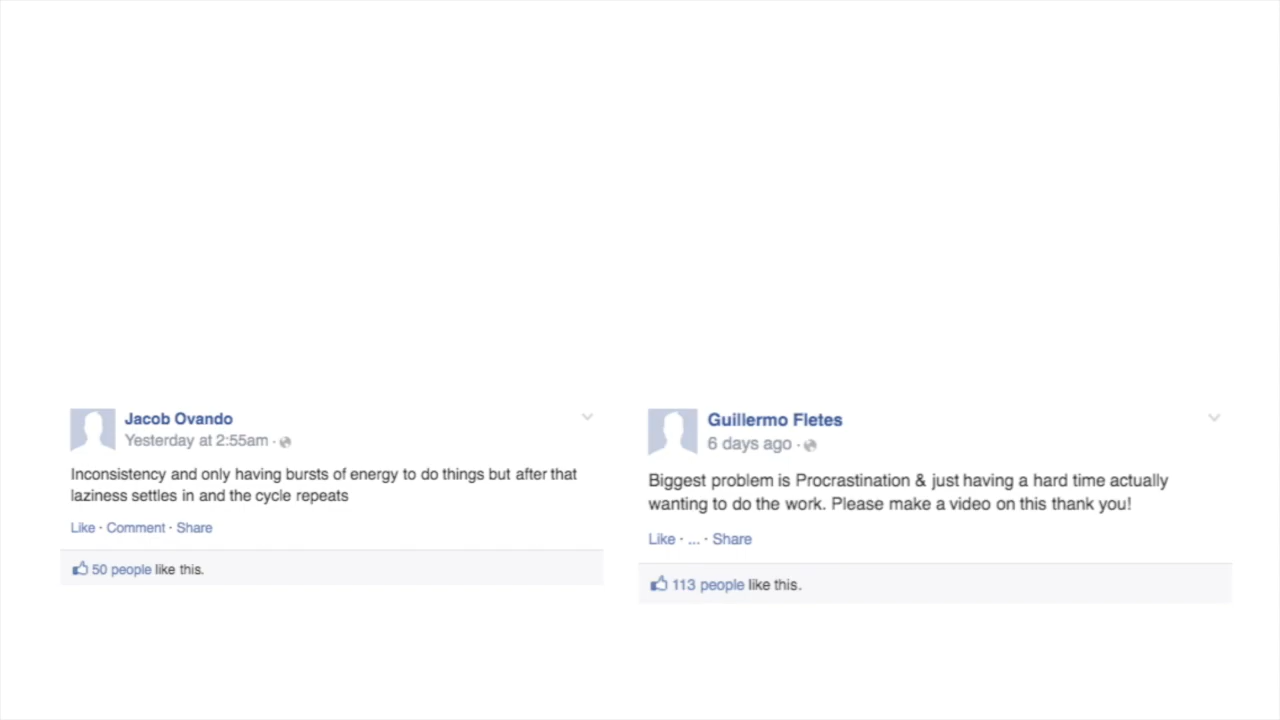 Jacob Ovando
Yesterday at 2:55am ·
Inconsistency and only having bursts of energy to do things but after that
laziness settles in and the cycle repeats
Like · Comment · Share
50 people like this.
Guillermo Fletes
6 days ago ·
Biggest problem is Procrastination & just having a hard time actually
wanting to do the work. Please make a video on this thank you!
Like · ... · Share
113 people like this.